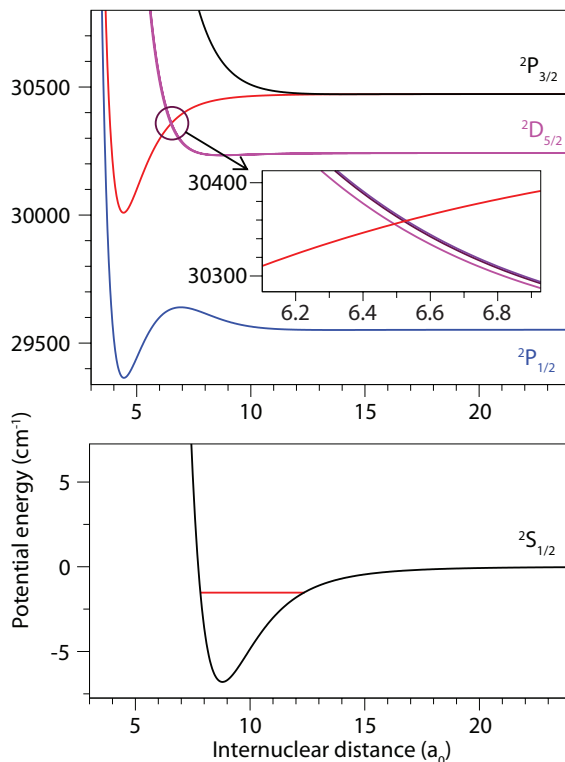 30500
30000
29500
²P₃/₂
²D₅/₂
²P₁/₂
30400
30300
6.2 6.4 6.6 6.8
5 10 15 20
Potential energy (cm⁻¹)
5
0
-5
²S₁/₂
5 10 15 20
Internuclear distance (a₀)